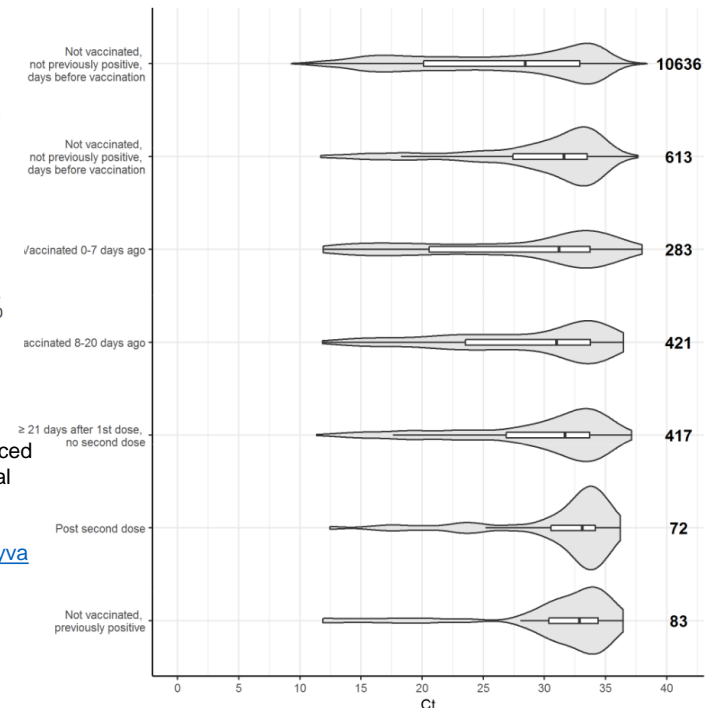 Not vaccinated,
not previously positive,
days before vaccination
10636
Not vaccinated,
not previously positive,
days before vaccination
613
Vaccinated 0-7 days ago
283
accinated 8-20 days ago
421
≥ 21 days after 1st dose,
no second dose
417
ced
al
Post second dose
72
yva
Not vaccinated,
previously positive
83
0 5 10 15 20 25 30 35 40
Ct